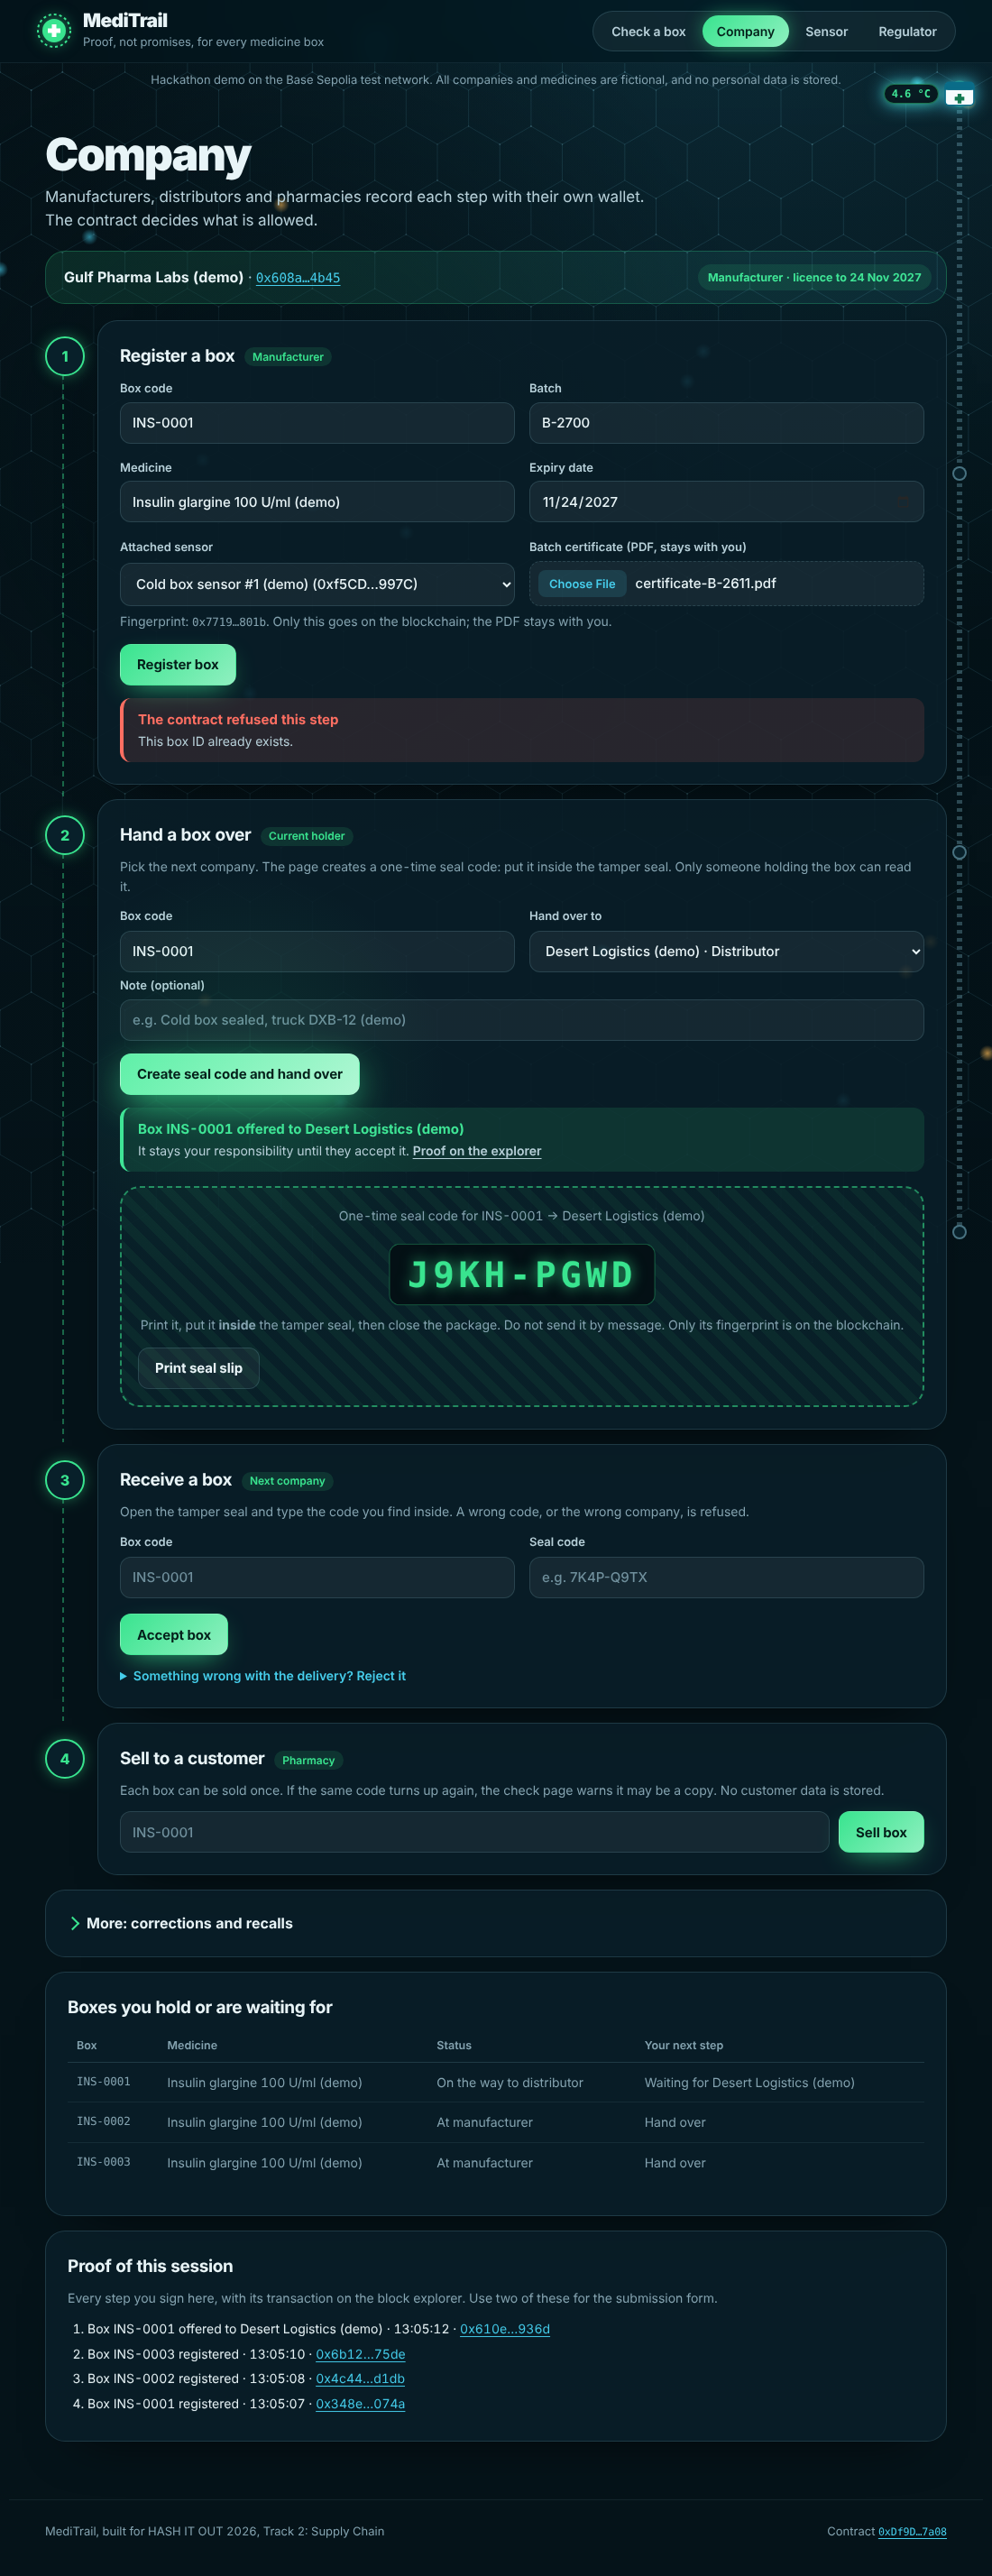 MediTrail
Proof, not promises, for every medicine box
Check a box
Company
Sensor
Regulator
Hackathon demo on the Base Sepolia test network. All companies and medicines are fictional, and no personal data is stored.
4.6 °C
Company
Manufacturers, distributors and pharmacies record each step with their own wallet.
The contract decides what is allowed.
Gulf Pharma Labs (demo) · 0x608a…4b45
Manufacturer · licence to 24 Nov 2027
1
Register a box
Manufacturer
Box code
Batch
INS-0001
B-2700
Medicine
Expiry date
Insulin glargine 100 U/ml (demo)
11/24/2027
Attached sensor
Batch certificate (PDF, stays with you)
Cold box sensor #1 (demo) (0xf5CD…997C)
Choose File
certificate-B-2611.pdf
Fingerprint: 0x7719…801b. Only this goes on the blockchain; the PDF stays with you.
Register box
The contract refused this step
This box ID already exists.
2
Hand a box over
Current holder
Pick the next company. The page creates a one-time seal code: put it inside the tamper seal. Only someone holding the box can read
it.
Box code
Hand over to
INS-0001
Desert Logistics (demo) · Distributor
Note (optional)
e.g. Cold box sealed, truck DXB-12 (demo)
Create seal code and hand over
Box INS-0001 offered to Desert Logistics (demo)
It stays your responsibility until they accept it. Proof on the explorer
One-time seal code for INS-0001 → Desert Logistics (demo)
J9KH-PGWD
Print it, put it inside the tamper seal, then close the package. Do not send it by message. Only its fingerprint is on the blockchain.
Print seal slip
3
Receive a box
Next company
Open the tamper seal and type the code you find inside. A wrong code, or the wrong company, is refused.
Box code
Seal code
INS-0001
e.g. 7K4P-Q9TX
Accept box
Something wrong with the delivery? Reject it
4
Sell to a customer
Pharmacy
Each box can be sold once. If the same code turns up again, the check page warns it may be a copy. No customer data is stored.
INS-0001
Sell box
More: corrections and recalls
Boxes you hold or are waiting for
Box Medicine Status Your next step
INS-0001 Insulin glargine 100 U/ml (demo) On the way to distributor Waiting for Desert Logistics (demo)
INS-0002 Insulin glargine 100 U/ml (demo) At manufacturer Hand over
INS-0003 Insulin glargine 100 U/ml (demo) At manufacturer Hand over
Proof of this session
Every step you sign here, with its transaction on the block explorer. Use two of these for the submission form.
1. Box INS-0001 offered to Desert Logistics (demo) · 13:05:12 · 0x610e…936d
2. Box INS-0003 registered · 13:05:10 · 0x6b12…75de
3. Box INS-0002 registered · 13:05:08 · 0x4c44…d1db
4. Box INS-0001 registered · 13:05:07 · 0x348e…074a
MediTrail, built for HASH IT OUT 2026, Track 2: Supply Chain
Contract 0xDf9D…7a08